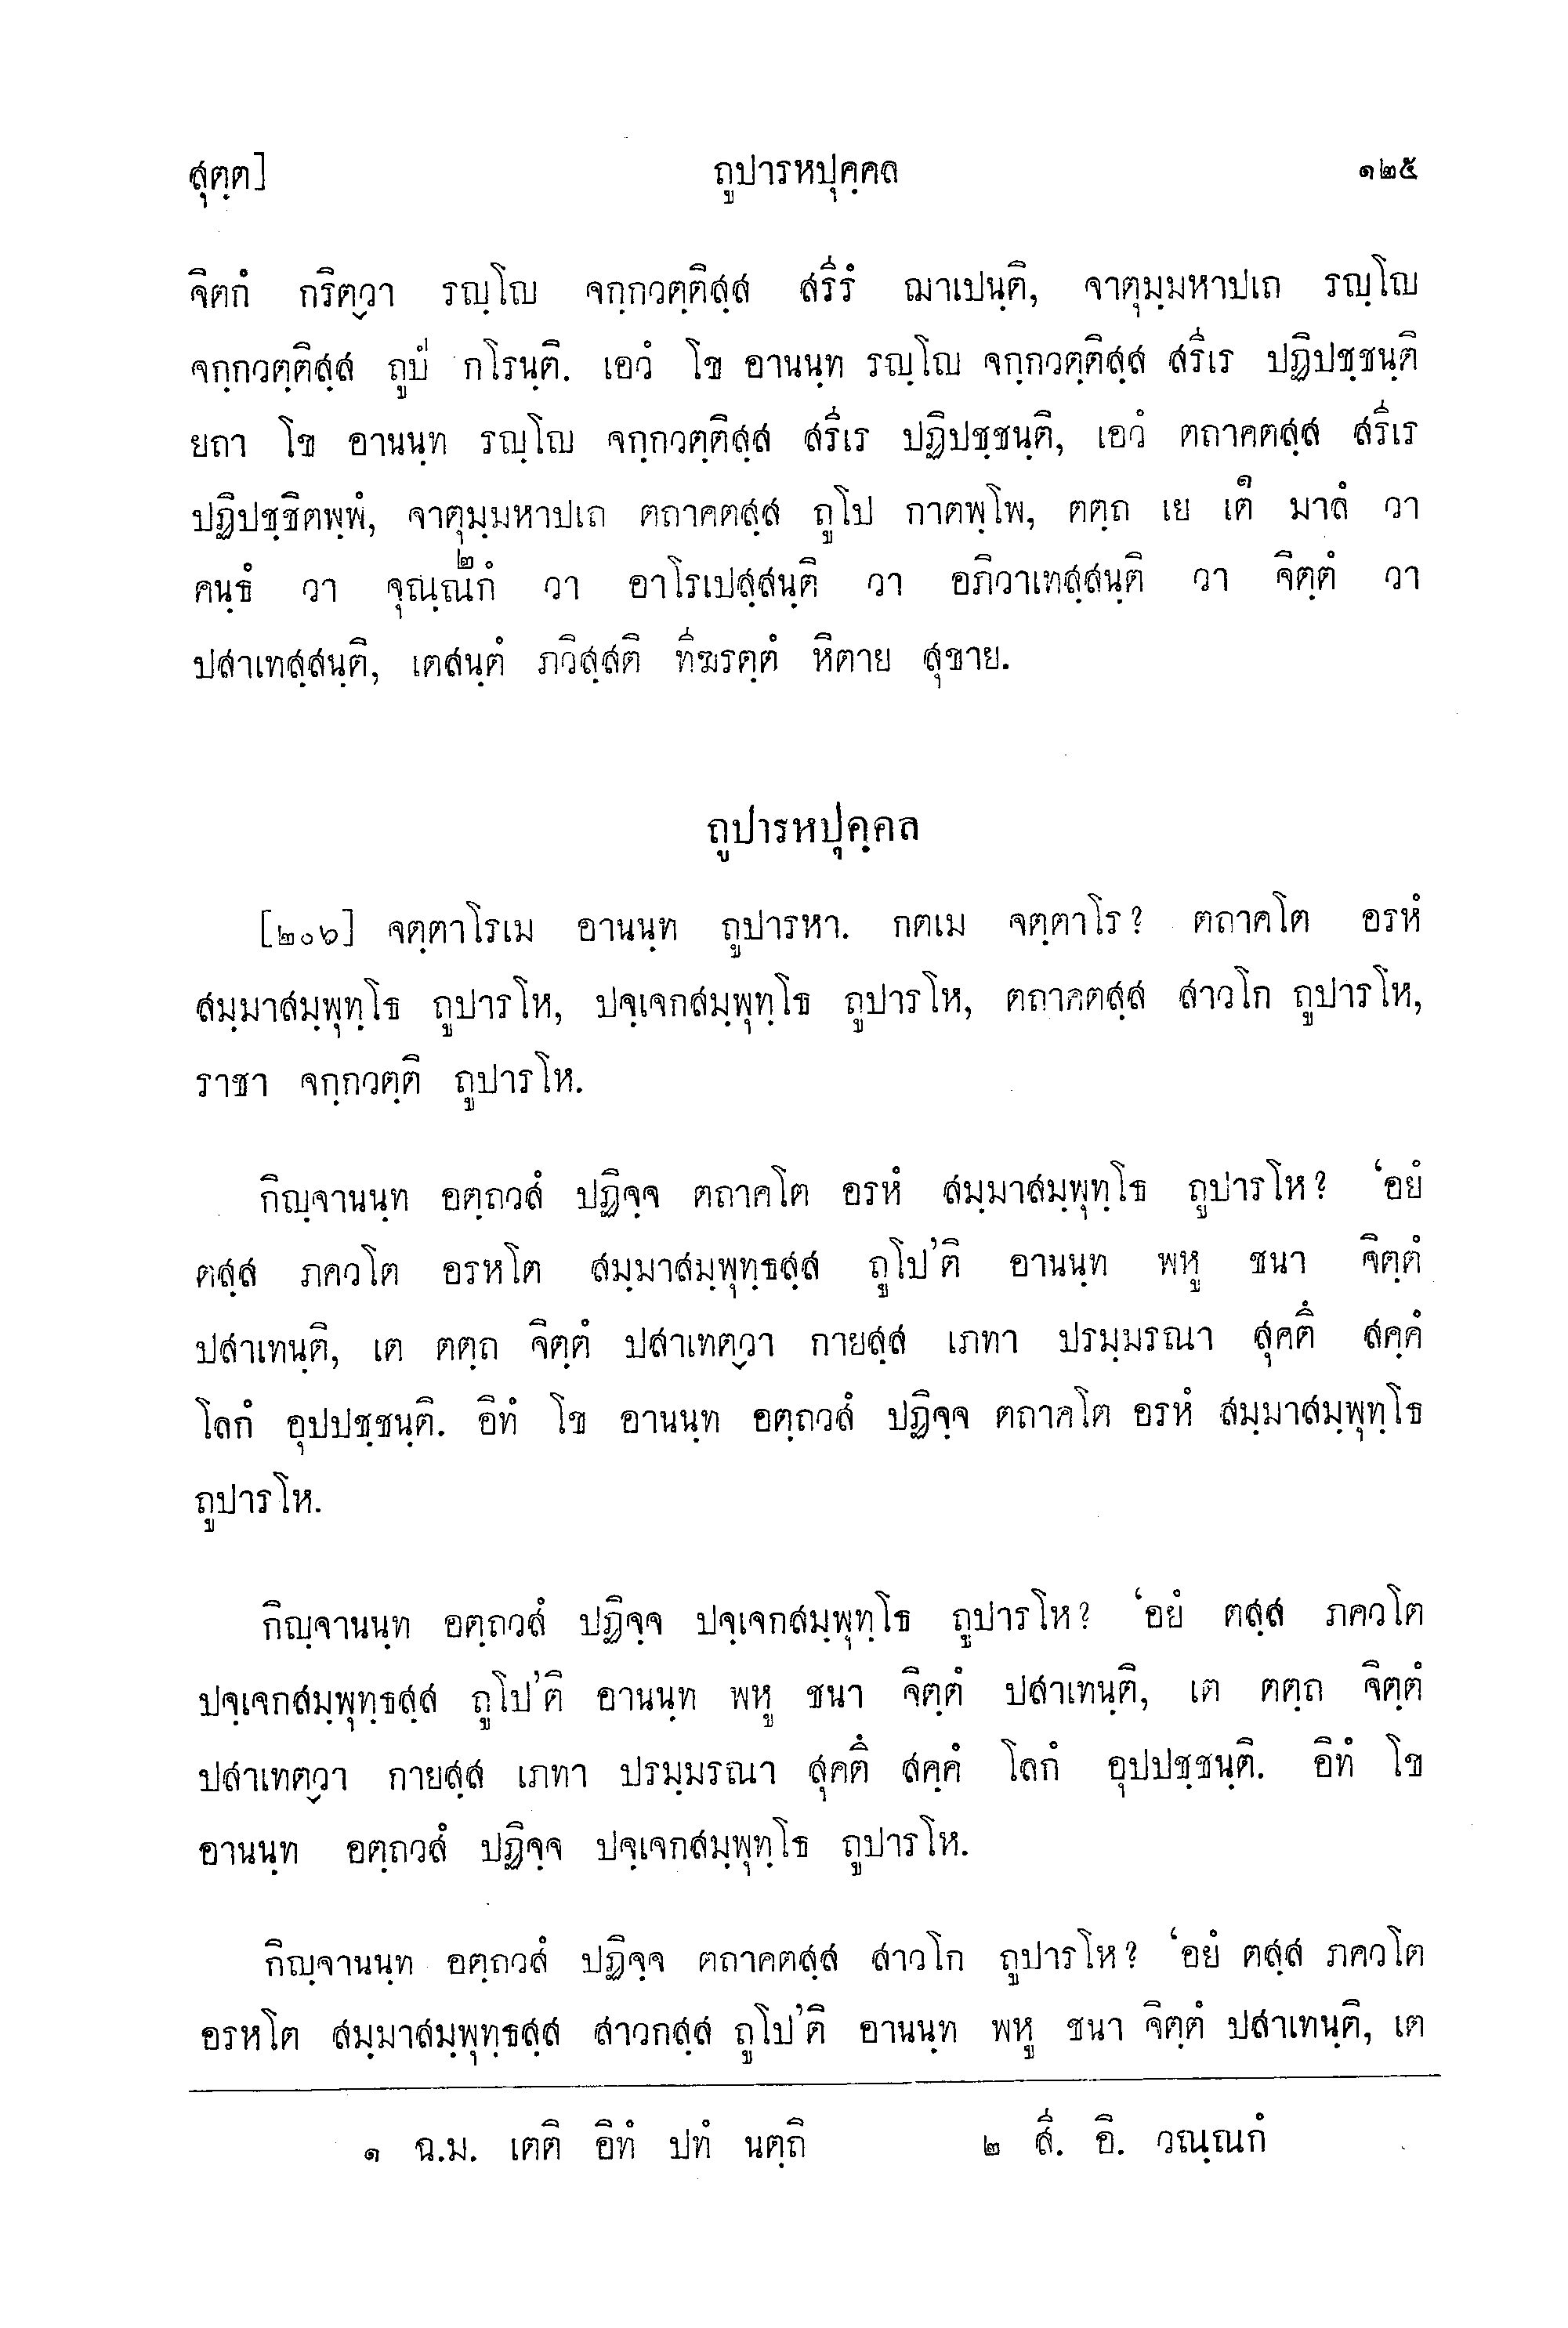 สุตฺต] ถูปารหปุคฺคล ๑๒๕
จิตกํ กริตฺวา รญฺโญ จกฺกวตฺติสฺส สรีรํ ฌาเปนฺติ, จาตุมฺมหาปเถ รญฺโญ
จกฺกวตฺติสฺส ถูปํ กโรนฺติ. เอวํ โข อานนฺท รญฺโญ จกฺกวตฺติสฺส สรีเร ปฏิปชฺชนฺติ
ยถา โข อานนฺท รญฺโญ จกฺกวตฺติสฺส สรีเร ปฏิปชฺชนฺติ, เอวํ ตถาคตสฺส สรีเร
ปฏิปชฺชิตพฺพํ, จาตุมฺมหาปเถ ตถาคตสฺส ถูโป กาตพฺโพ, ตตฺถ เย เต๑ มาลํ วา
คนฺธํ วา จุณฺณกํ๒ วา อาโรเปสฺสนฺติ วา อภิวาเทสฺสนฺติ วา จิตฺตํ วา
ปสาเทสฺสนฺติ, เตสนฺตํ ภวิสฺสติ ทีฆรตฺตํ หิตาย สุขาย.
ถูปารหปุคฺคล
[๒๐๖] จตฺตาโรเม อานนฺท ถูปารหา. กตเม จตฺตาโร? ตถาคโต อรหํ
สมฺมาสมฺพุทฺโธ ถูปารโห, ปจฺเจกสมฺพุทฺโธ ถูปารโห, ตถาคตสฺส สาวโก ถูปารโห,
ราชา จกฺกวตฺติ ถูปารโห.
กิญฺจานนฺท อตฺถวสํ ปฏิจฺจ ตถาคโต อรหํ สมฺมาสมฺพุทฺโธ ถูปารโห? ‘อยํ
ตสฺส ภควโต อรหโต สมฺมาสมฺพุทฺธสฺส ถูโป’ติ อานนฺท พหู ชนา จิตฺตํ
ปสาเทนฺติ, เต ตตฺถ จิตฺตํ ปสาเทตฺวา กายสฺส เภทา ปรมฺมรณา สุคตึ สคฺคํ
โลกํ อุปปชฺชนฺติ. อิทํ โข อานนฺท อตฺถวสํ ปฏิจฺจ ตถาคโต อรหํ สมฺมาสมฺพุทฺโธ
ถูปารโห.
กิญฺจานนฺท อตฺถวสํ ปฏิจฺจ ปจฺเจกสมฺพุทฺโธ ถูปารโห? ‘อยํ ตสฺส ภควโต
ปจฺเจกสมฺพุทฺธสฺส ถูโป’ติ อานนฺท พหู ชนา จิตฺตํ ปสาเทนฺติ, เต ตตฺถ จิตฺตํ
ปสาเทตฺวา กายสฺส เภทา ปรมฺมรณา สุคตึ สคฺคํ โลกํ อุปปชฺชนฺติ. อิทํ โข
อานนฺท อตฺถวสํ ปฏิจฺจ ปจฺเจกสมฺพุทฺโธ ถูปารโห.
กิญฺจานนฺท อตฺถวสํ ปฏิจฺจ ตถาคตสฺส สาวโก ถูปารโห? ‘อยํ ตสฺส ภควโต
อรหโต สมฺมาสมฺพุทฺธสฺส สาวกสฺส ถูโป’ติ อานนฺท พหู ชนา จิตฺตํ ปสาเทนฺติ, เต
๑ ฉ.ม. เตติ อิทํ ปทํ นตฺถิ ๒ สี. อิ. วณฺณกํ